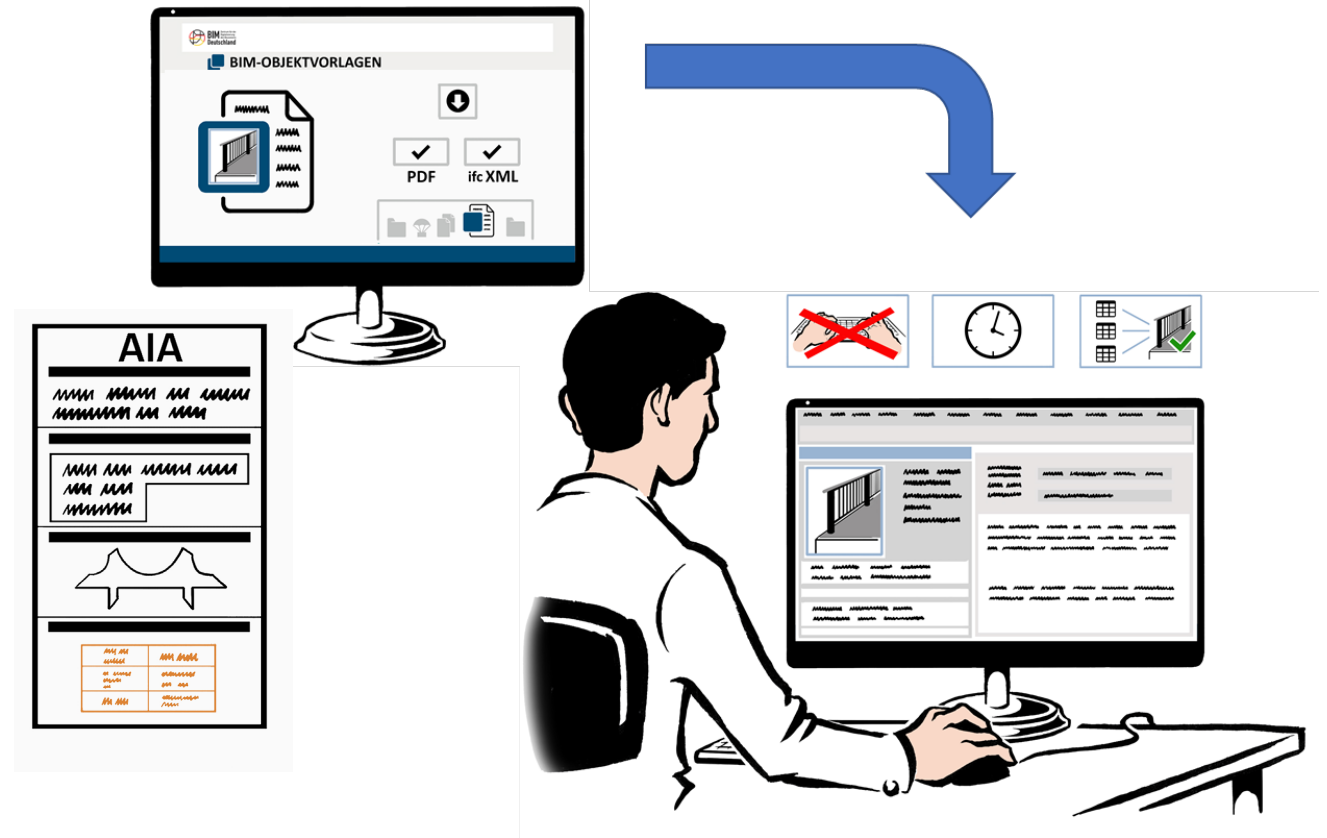 BIM
Deutschland
BIM-OBJEKTVORLAGEN
PDF
ifc XML
AIA